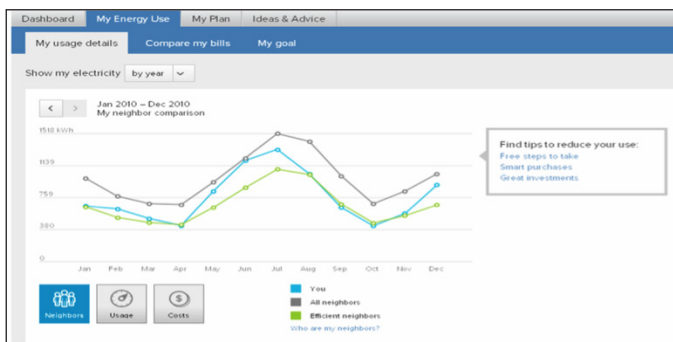 Dashboard My Energy Use My Plan Ideas & Advice
My usage details Compare my bills My goal
Show my electricity by year
< > Jan 2010 – Dec 2010
My neighbor comparison
1518 kWh
1139
759
380
0
Jan Feb Mar Apr May Jun Jul Aug Sep Oct Nov Dec
Find tips to reduce your use:
Free steps to take
Smart purchases
Great investments
Neighbors Usage Costs
You
All neighbors
Efficient neighbors
Who are my neighbors?